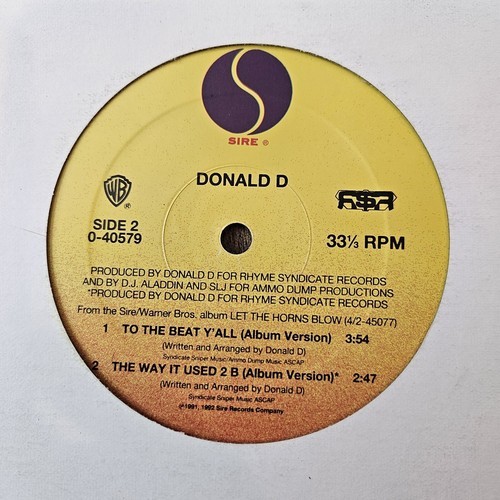 SIRE ®
DONALD D
WB ®
SIDE 2
0-40579
33⅓ RPM
PRODUCED BY DONALD D FOR RHYME SYNDICATE RECORDS
AND BY D.J. ALADDIN AND SLJ FOR AMMO DUMP PRODUCTIONS
*PRODUCED BY DONALD D FOR RHYME SYNDICATE RECORDS
From the Sire/Warner Bros. album LET THE HORNS BLOW (4/2-45077)
1 TO THE BEAT Y'ALL (Album Version) 3:54
(Written and Arranged by Donald D)
Syndicate Sniper Music/Ammo Dump Music ASCAP
2 THE WAY IT USED 2 B (Album Version)* 2:47
(Written and Arranged by Donald D)
Syndicate Sniper Music ASCAP
℗1991, 1992 Sire Records Company